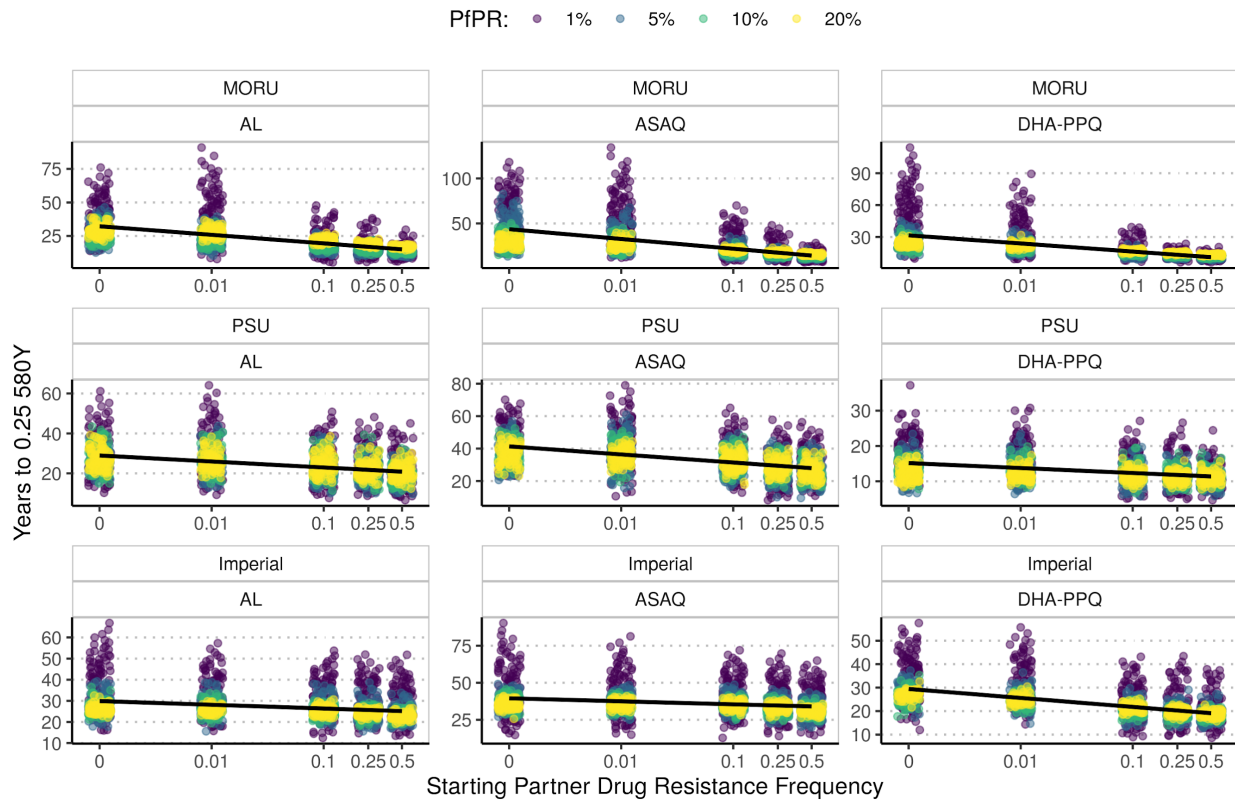 PfPR: 1% 5% 10% 20%
MORU MORU MORU
AL ASAQ DHA-PPQ
75
50
25
100
50
90
60
30
0 0.01 0.1 0.25 0.5
0 0.01 0.1 0.25 0.5
0 0.01 0.1 0.25 0.5
Years to 0.25 580Y
PSU PSU PSU
AL ASAQ DHA-PPQ
60
40
20
80
60
40
20
30
20
10
0 0.01 0.1 0.25 0.5
0 0.01 0.1 0.25 0.5
0 0.01 0.1 0.25 0.5
Imperial Imperial Imperial
AL ASAQ DHA-PPQ
60
50
40
30
20
10
75
50
25
50
40
30
20
10
0 0.01 0.1 0.25 0.5
0 0.01 0.1 0.25 0.5
0 0.01 0.1 0.25 0.5
Starting Partner Drug Resistance Frequency